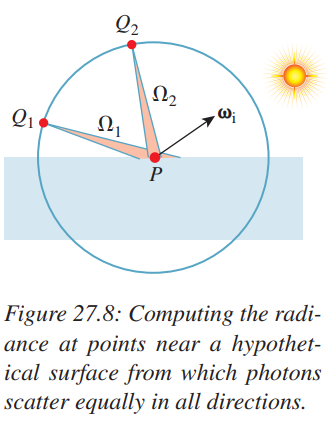 Q2
Q1
Ω1
Ω2
ωi
P
Figure 27.8: Computing the radi-
ance at points near a hypothet-
ical surface from which photons
scatter equally in all directions.